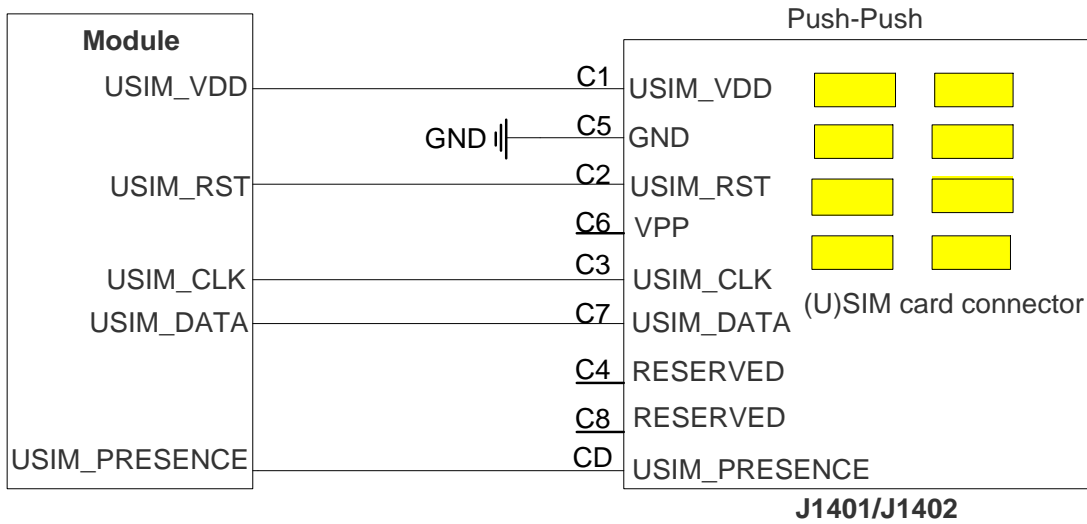 Push-Push
Module
USIM_VDD C1 USIM_VDD
GND C5 GND
USIM_RST C2 USIM_RST
C6 VPP
USIM_CLK C3 USIM_CLK
(U)SIM card connector
USIM_DATA C7 USIM_DATA
C4 RESERVED
C8 RESERVED
USIM_PRESENCE CD USIM_PRESENCE
J1401/J1402